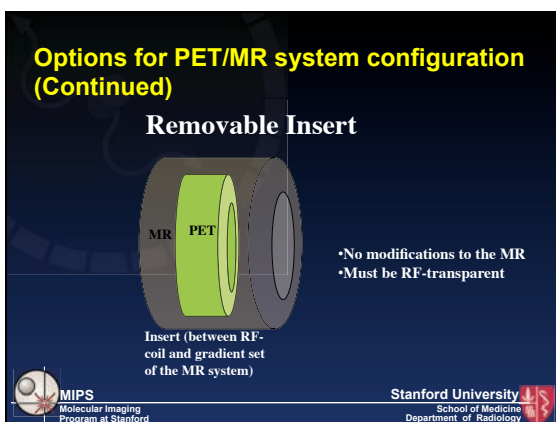 Options for PET/MR system configuration
(Continued)
Removable Insert
MR
PET
•No modifications to the MR
•Must be RF-transparent
Insert (between RF-
coil and gradient set
of the MR system)
MIPS
Molecular Imaging
Program at Stanford
Stanford University
School of Medicine
Department of Radiology